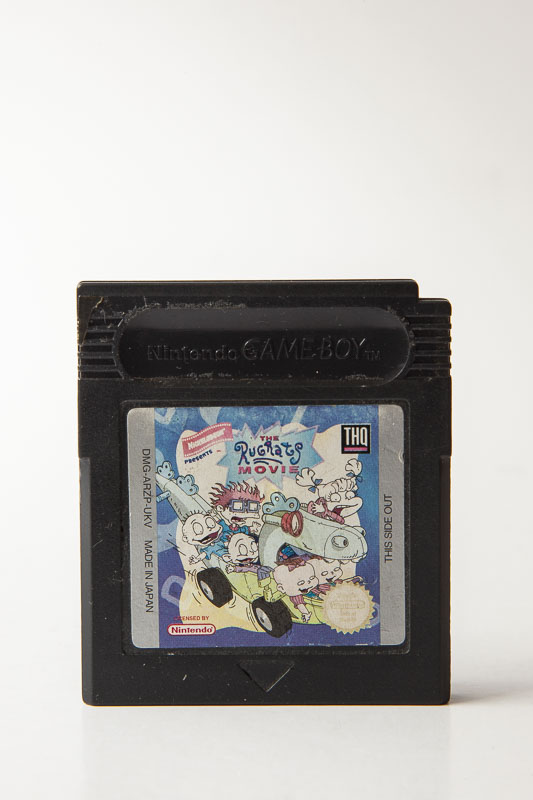 Nintendo GAME BOY TM
NICKELODEON
PRESENTS
THE
RugRats
MOVIE
THQ
DMG-ARZP-UKV MADE IN JAPAN
THIS SIDE OUT
LICENSED BY
Nintendo